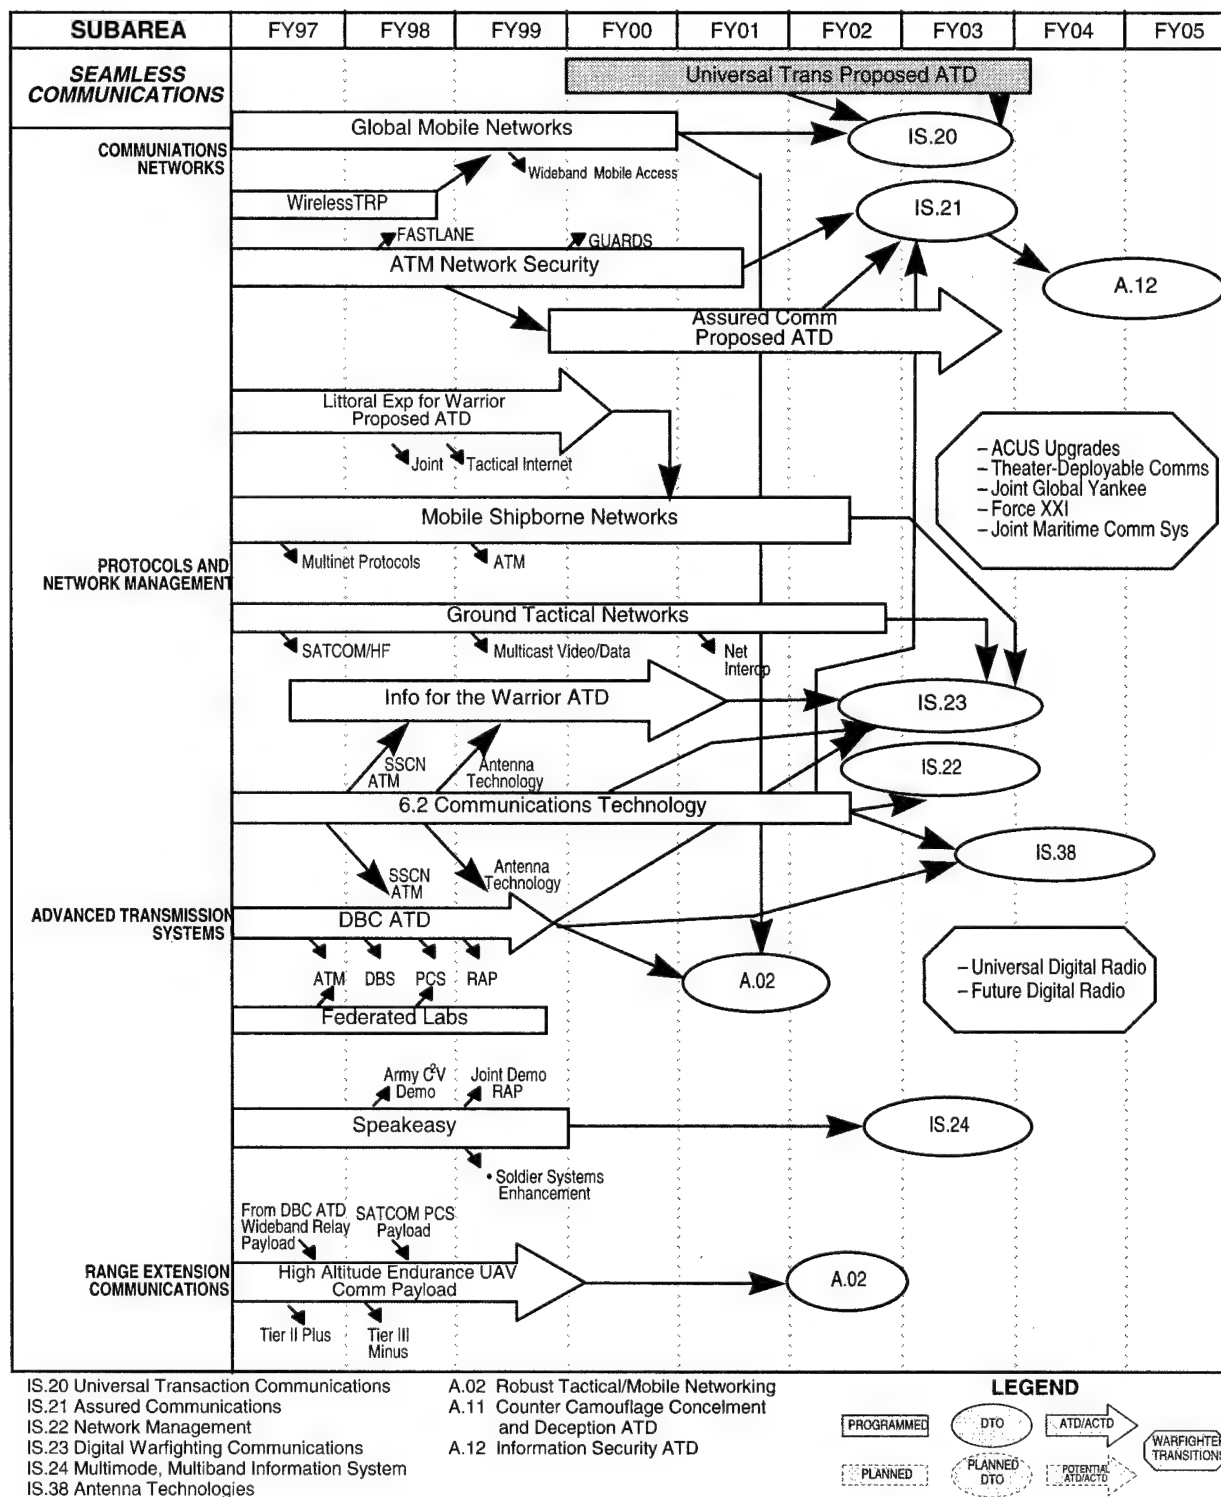 SUBAREA FY97 FY98 FY99 FY00 FY01 FY02 FY03 FY04 FY05
SEAMLESS
COMMUNICATIONS
Universal Trans Proposed ATD
Global Mobile Networks
IS.20
COMMUNIATIONS
NETWORKS
Wideband Mobile Access
WirelessTRP
IS.21
FASTLANE
GUARDS
ATM Network Security
A.12
Assured Comm
Proposed ATD
Littoral Exp for Warrior
Proposed ATD
Joint
Tactical Internet
– ACUS Upgrades
– Theater-Deployable Comms
– Joint Global Yankee
– Force XXI
– Joint Maritime Comm Sys
Mobile Shipborne Networks
Multinet Protocols
ATM
PROTOCOLS AND
NETWORK MANAGEMENT
Ground Tactical Networks
SATCOM/HF
Multicast Video/Data
Net
Interop
Info for the Warrior ATD
IS.23
SSCN
ATM
Antenna
Technology
IS.22
6.2 Communications Technology
IS.38
SSCN
ATM
Antenna
Technology
ADVANCED TRANSMISSION
SYSTEMS
DBC ATD
ATM
DBS
PCS
RAP
A.02
– Universal Digital Radio
– Future Digital Radio
Federated Labs
Army C2V
Demo
Joint Demo
RAP
Speakeasy
IS.24
• Soldier Systems
Enhancement
From DBC ATD
Wideband Relay
Payload
SATCOM PCS
Payload
RANGE EXTENSION
COMMUNICATIONS
High Altitude Endurance UAV
Comm Payload
A.02
Tier II Plus
Tier III
Minus
IS.20 Universal Transaction Communications
IS.21 Assured Communications
IS.22 Network Management
IS.23 Digital Warfighting Communications
IS.24 Multimode, Multiband Information System
IS.38 Antenna Technologies
A.02 Robust Tactical/Mobile Networking
A.11 Counter Camouflage Concelment
and Deception ATD
A.12 Information Security ATD
LEGEND
PROGRAMMED
DTO
ATD/ACTD
WARFIGHTER
TRANSITIONS
PLANNED
PLANNED
DTO
POTENTIAL
ATD/ACTD